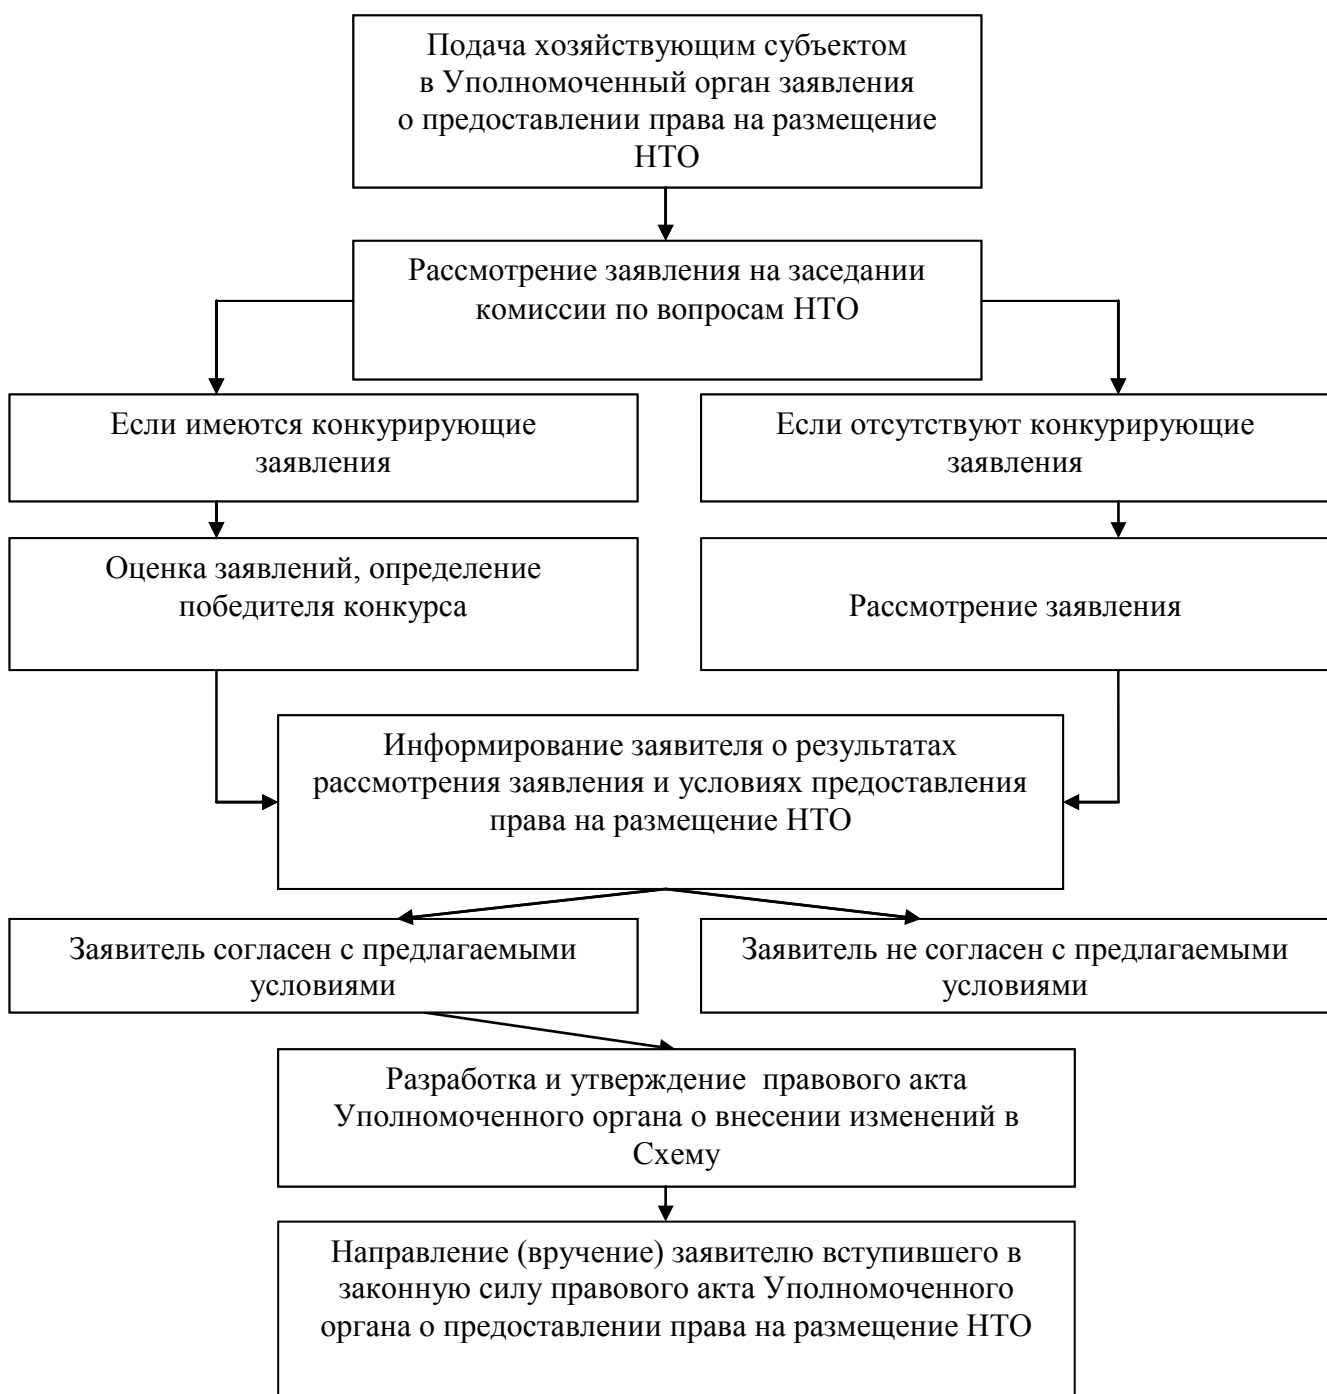 Подача хозяйствующим субъектом
в Уполномоченный орган заявления
о предоставлении права на размещение
НТО
Рассмотрение заявления на заседании
комиссии по вопросам НТО
Если имеются конкурирующие
заявления
Если отсутствуют конкурирующие
заявления
Оценка заявлений, определение
победителя конкурса
Рассмотрение заявления
Информирование заявителя о результатах
рассмотрения заявления и условиях предоставления
права на размещение НТО
Заявитель согласен с предлагаемыми
условиями
Заявитель не согласен с предлагаемыми
условиями
Разработка и утверждение  правового акта
Уполномоченного органа о внесении изменений в
Схему
Направление (вручение) заявителю вступившего в
законную силу правового акта Уполномоченного
органа о предоставлении права на размещение НТО